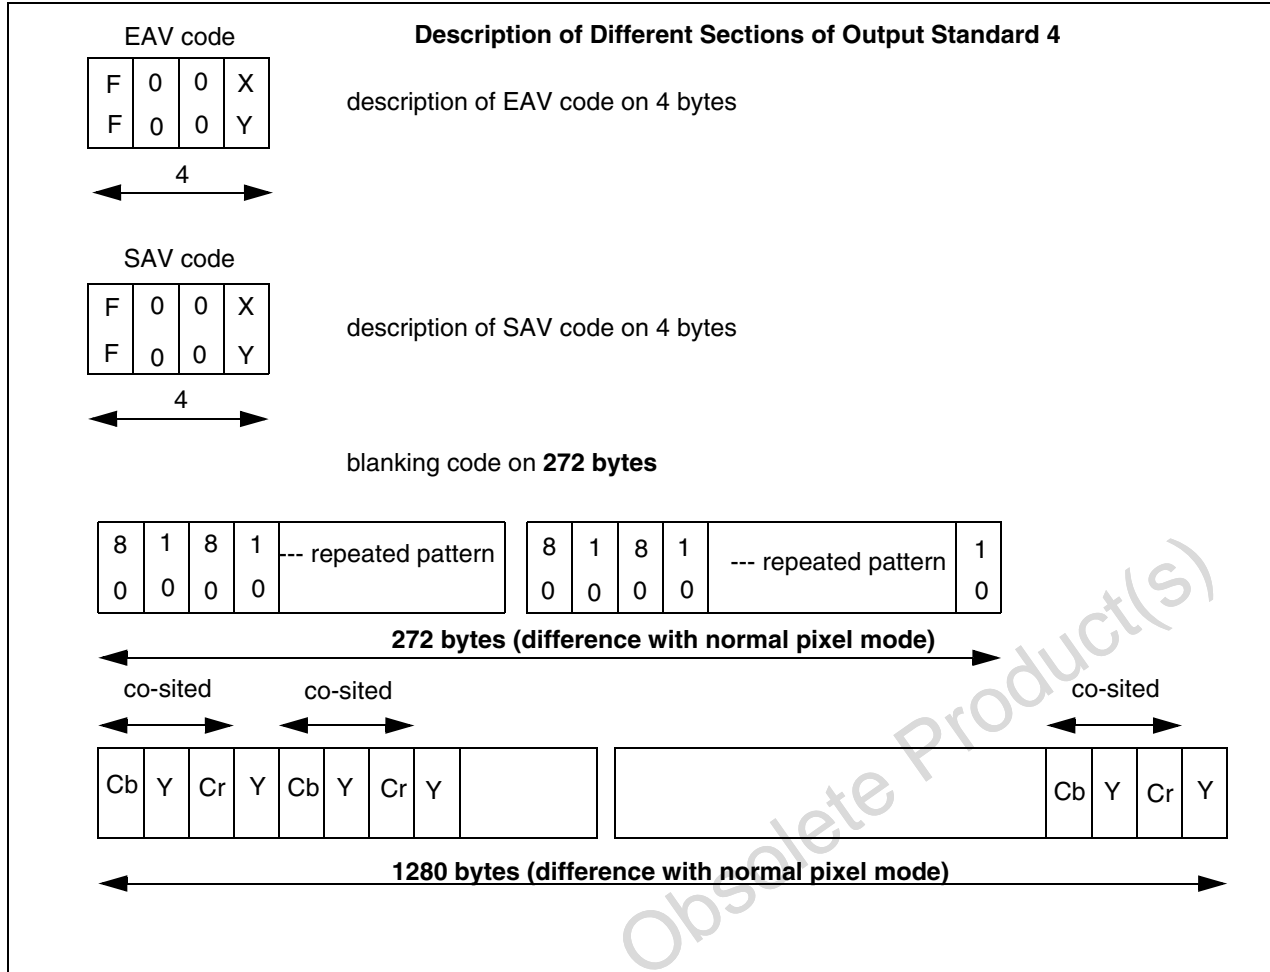 EAV code
Description of Different Sections of Output Standard 4
F 0 0 X
F 0 0 Y
description of EAV code on 4 bytes
4
SAV code
F 0 0 X
F 0 0 Y
description of SAV code on 4 bytes
4
blanking code on 272 bytes
8 1 8 1 --- repeated pattern 8 1 8 1 --- repeated pattern 1
0 0 0 0 0 0 0 0 0
272 bytes (difference with normal pixel mode)
co-sited co-sited co-sited
Cb Y Cr Y Cb Y Cr Y Cb Y Cr Y
1280 bytes (difference with normal pixel mode)
Obsolete Product(s)